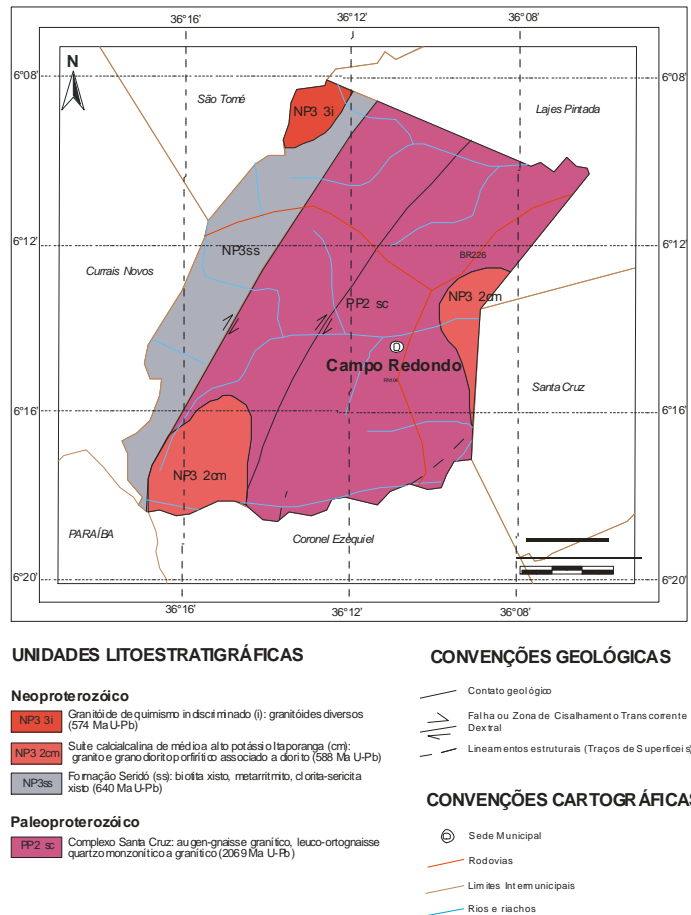 36°16'
36°12'
36°08'
6°08'
6°08'
N
São Tomé
NP3 3i
Lajes Pintada
6°12'
6°12'
NP3ss
BR226
Currais Novos
NP3 2cm
PP2 sc
D
Campo Redondo
Santa Cruz
6°16'
6°16'
NP3 2cm
PARAÍBA
Coronel Ezequiel
6°20'
6°20'
36°16'
36°12'
36°08'
UNIDADES LITOESTRATIGRÁFICAS
Neoproterozóico
NP3 3i
Granitóide de quimismo indiscriminado (i): granitóides diversos
(574 Ma U-Pb)
NP3 2cm
Suíte calcialcalina de médio a alto potássio Itaporanga (cm):
granito e granodiorito porfirítico associado a diorito (588 Ma U-Pb)
NP3ss
Formação Seridó (ss): biotita xisto, metarritmito, clorita-sericita
xisto (640 Ma U-Pb)
Paleoproterozóico
PP2 sc
Complexo Santa Cruz: augen-gnaisse granítico, leuco-ortognaisse
quartzo monzonítico a granítico (2069 Ma U-Pb)
CONVENÇÕES GEOLÓGICAS
Contato geológico
Falha ou Zona de Cisalhamento Transcorrente
Dextral
Lineamentos estruturais (Traços de Superfícies)
CONVENÇÕES CARTOGRÁFICAS
D
Sede Municipal
Rodovias
Limites Intermunicipais
Rios e riachos